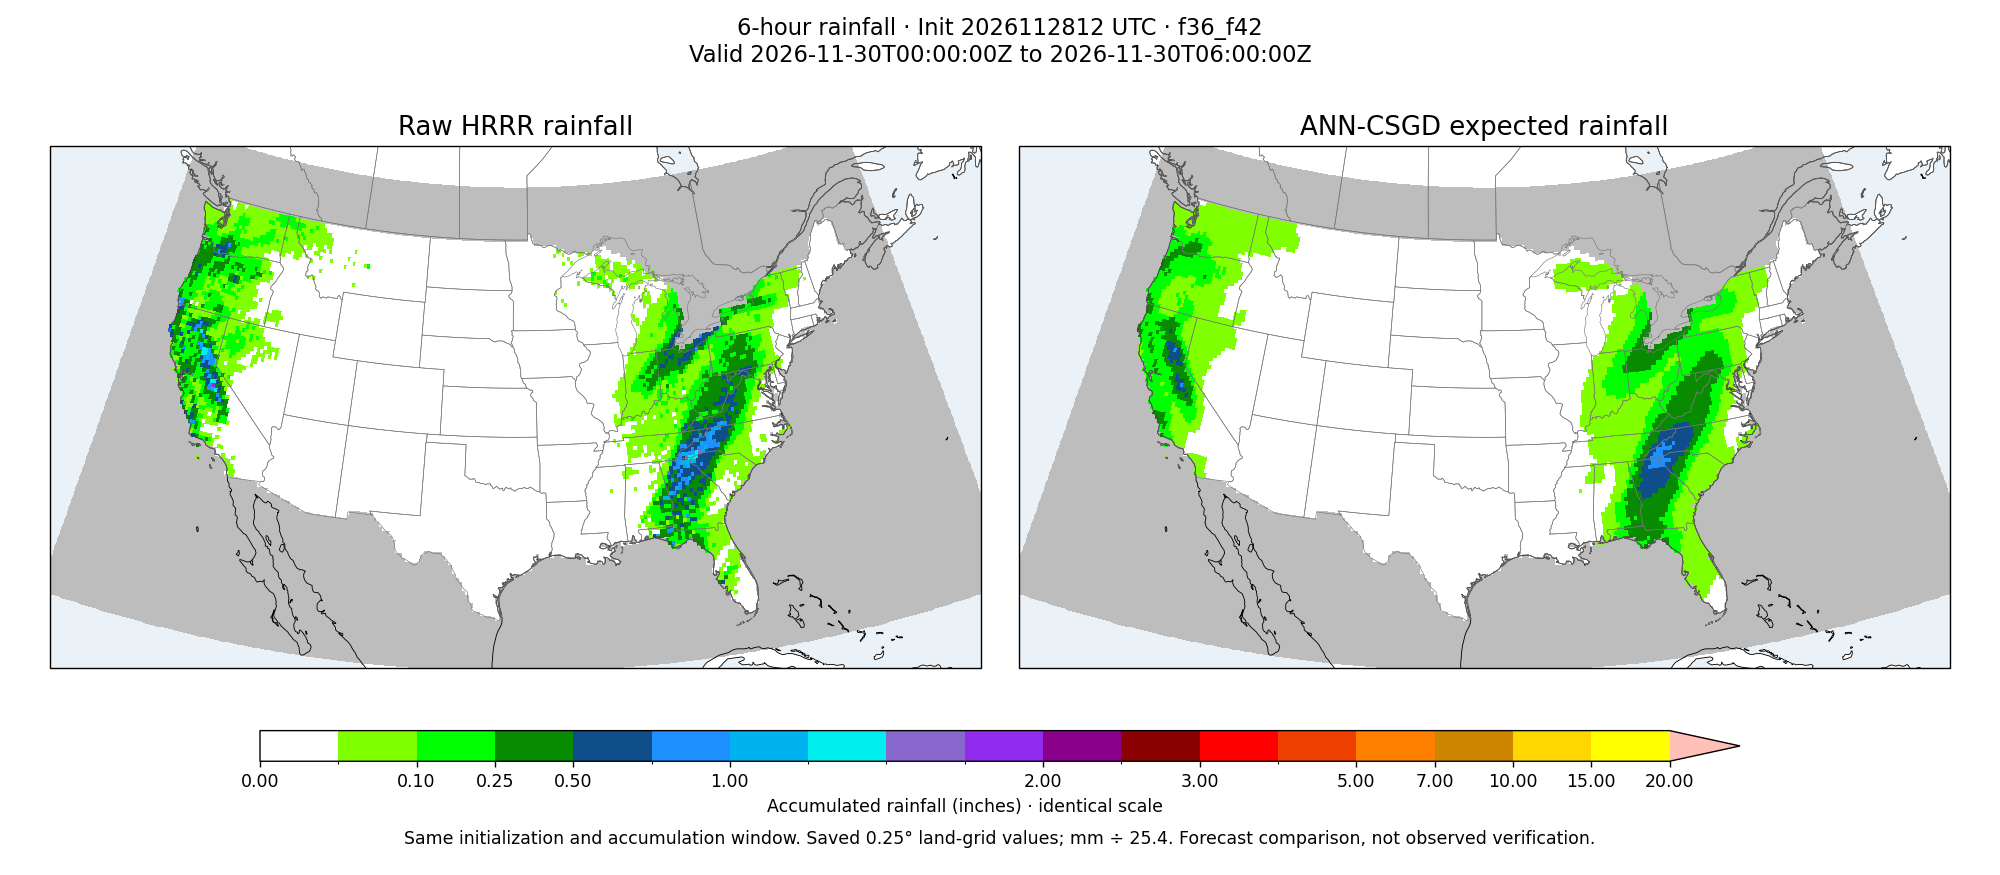 6-hour rainfall · Init 2026112812 UTC · f36_f42
Valid 2026-11-30T00:00:00Z to 2026-11-30T06:00:00Z
Raw HRRR rainfall
ANN-CSGD expected rainfall
0.00 0.10 0.25 0.50 1.00 2.00 3.00 5.00 7.00 10.00 15.00 20.00
Accumulated rainfall (inches) · identical scale
Same initialization and accumulation window. Saved 0.25° land-grid values; mm ÷ 25.4. Forecast comparison, not observed verification.